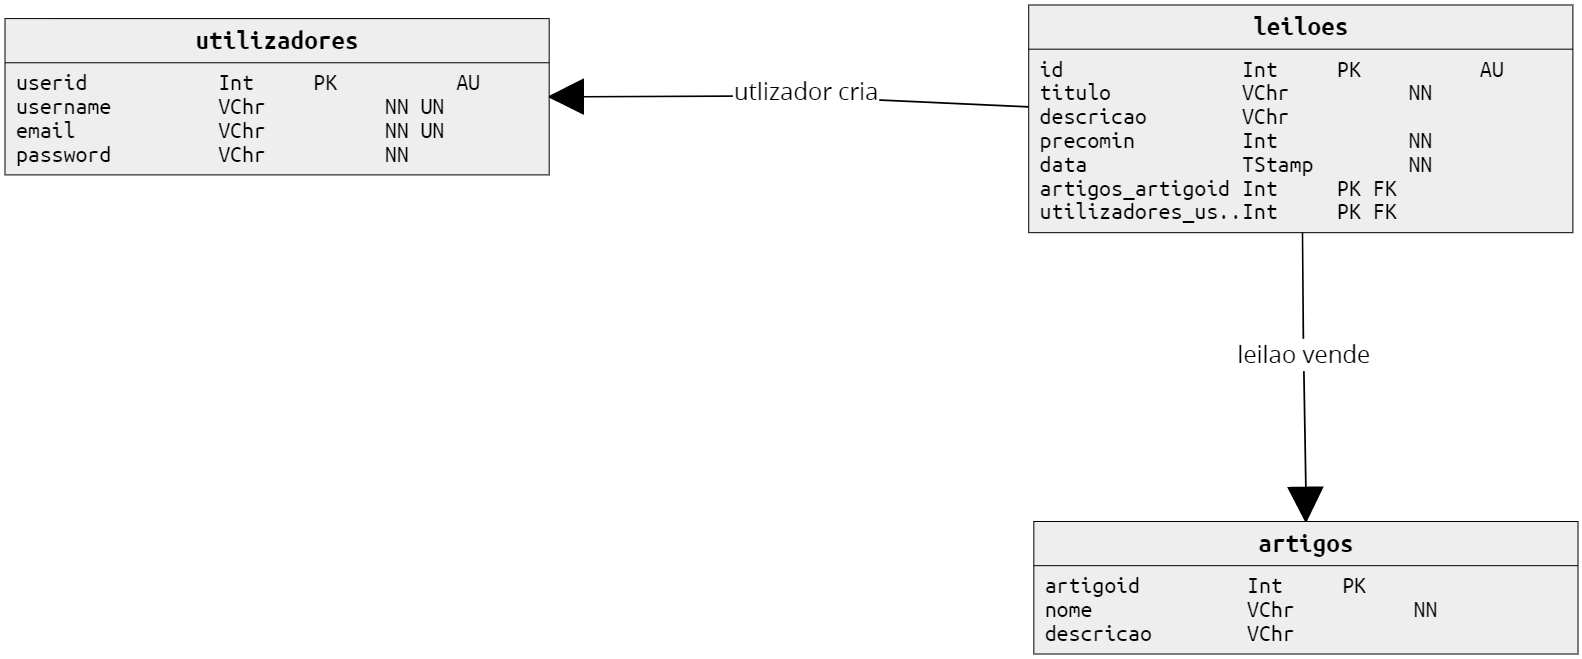 utilizadores
userid Int PK AU
username VChr NN UN
email VChr NN UN
password VChr NN
utlizador cria
leiloes
id Int PK AU
titulo VChr NN
descricao VChr
precomin Int NN
data TStamp NN
artigos_artigoid Int PK FK
utilizadores_us..Int PK FK
leilao vende
artigos
artigoid Int PK
nome VChr NN
descricao VChr